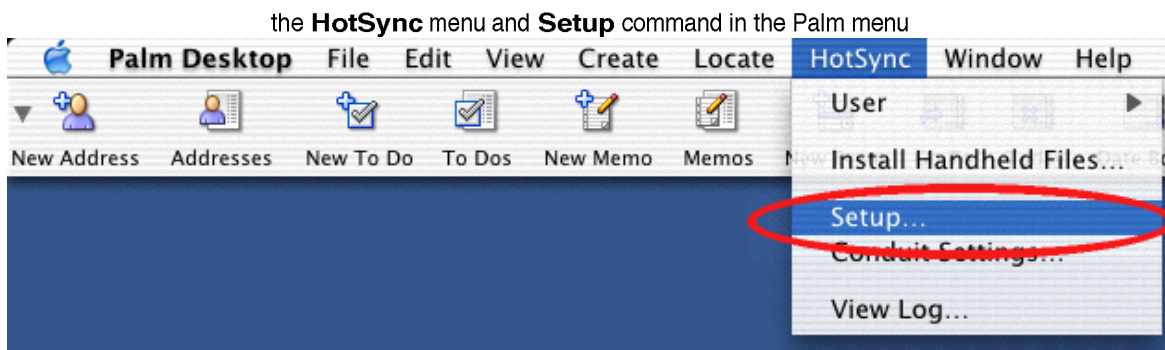 the HotSync menu and Setup command in the Palm menu
Palm Desktop File Edit View Create Locate HotSync Window Help
User
New Address Addresses New To Do To Dos New Memo Memos
Install Handheld Files...
Setup...
Conduit Settings...
View Log...